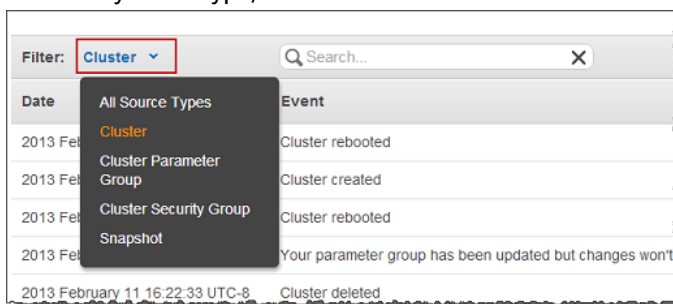 Filter: Cluster
Search...
Date Event
All Source Types
Cluster
Cluster Parameter
Group
Cluster Security Group
Snapshot
2013 Feb Cluster rebooted
2013 Feb Cluster created
2013 Feb Cluster rebooted
2013 Feb Your parameter group has been updated but changes won't
2013 February 11 16:22:33 UTC-8 Cluster deleted